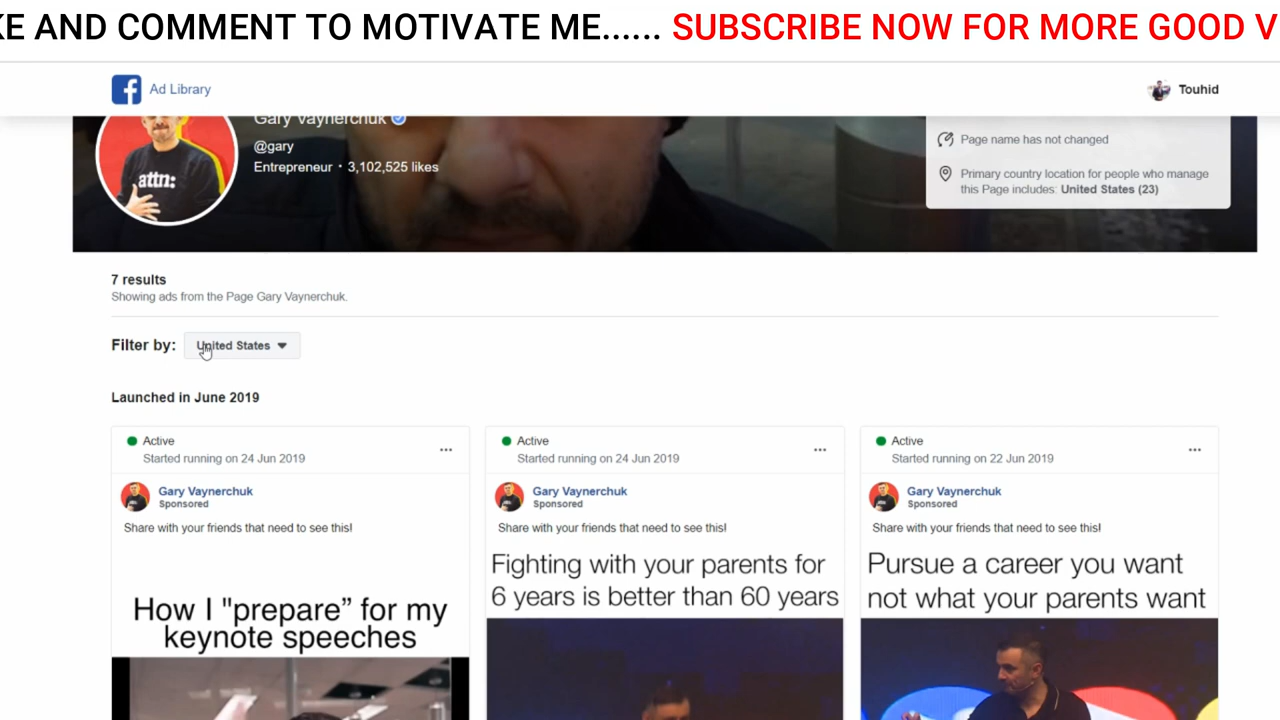 KE AND COMMENT TO MOTIVATE ME...... SUBSCRIBE NOW FOR MORE GOOD V
Ad Library
Touhid
Gary Vaynerchuk
@gary
Entrepreneur · 3,102,525 likes
attn:
Page name has not changed
Primary country location for people who manage
this Page includes: United States (23)
7 results
Showing ads from the Page Gary Vaynerchuk.
Filter by: United States
Launched in June 2019
Active
Started running on 24 Jun 2019
Gary Vaynerchuk
Sponsored
Share with your friends that need to see this!
How I "prepare” for my
keynote speeches
Active
Started running on 24 Jun 2019
Gary Vaynerchuk
Sponsored
Share with your friends that need to see this!
Fighting with your parents for
6 years is better than 60 years
Active
Started running on 22 Jun 2019
Gary Vaynerchuk
Sponsored
Share with your friends that need to see this!
Pursue a career you want
not what your parents want